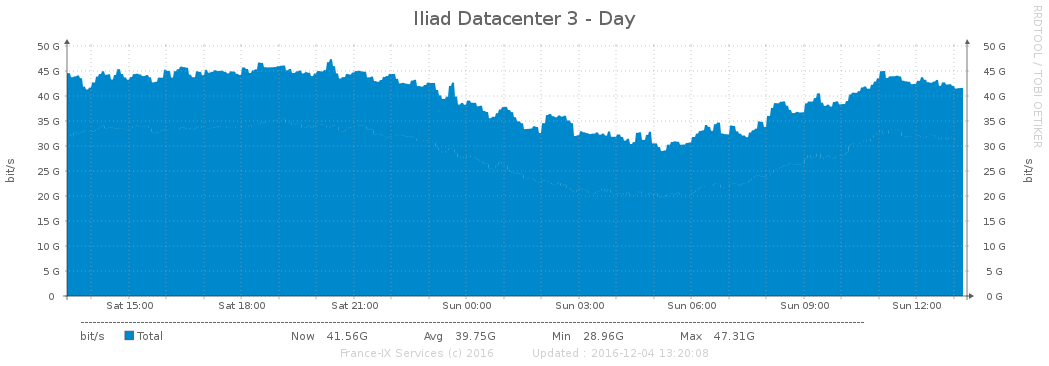 Iliad Datacenter 3 - Day
RRDTOOL / TOBI OETIKER
50 G 50 G
45 G 45 G
40 G 40 G
35 G 35 G
30 G 30 G
25 G 25 G
20 G 20 G
15 G 15 G
10 G 10 G
5 G 5 G
0 0 G
bit/s bit/s
Sat 15:00 Sat 18:00 Sat 21:00 Sun 00:00 Sun 03:00 Sun 06:00 Sun 09:00 Sun 12:00
bit/s Total Now 41.56G Avg 39.75G Min 28.96G Max 47.31G
France-IX Services (c) 2016 Updated : 2016-12-04 13:20:08